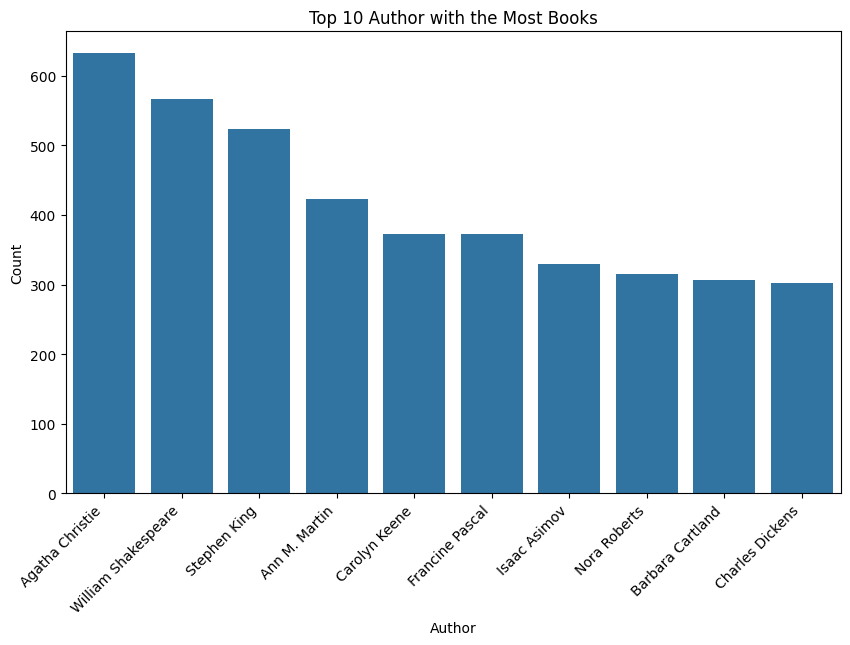 Top 10 Author with the Most Books
Count
600
500
400
300
200
100
0
Agatha Christie
William Shakespeare
Stephen King
Ann M. Martin
Carolyn Keene
Francine Pascal
Isaac Asimov
Nora Roberts
Barbara Cartland
Charles Dickens
Author